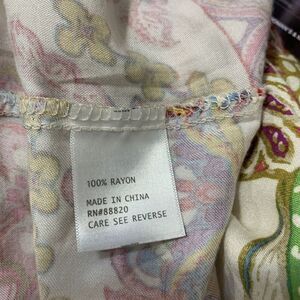 100% RAYON
MADE IN CHINA
RN#88820
CARE SEE REVERSE